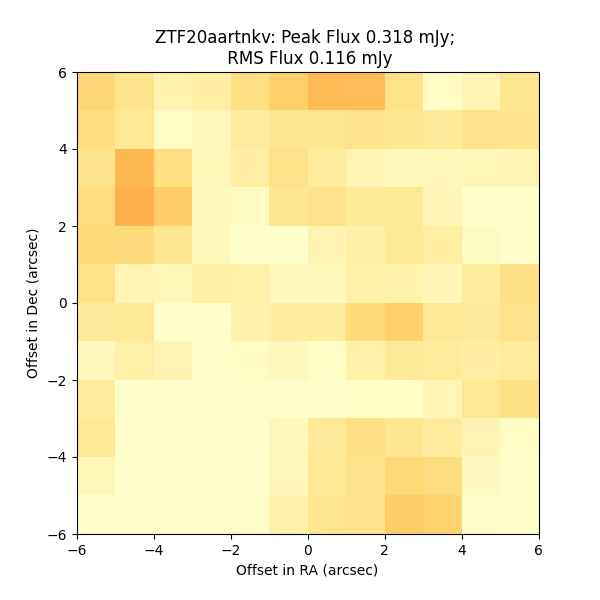 ZTF20aartnkv: Peak Flux 0.318 mJy;
RMS Flux 0.116 mJy
6
4
2
0
−2
−4
−6
Offset in Dec (arcsec)
−6 −4 −2 0 2 4 6
Offset in RA (arcsec)